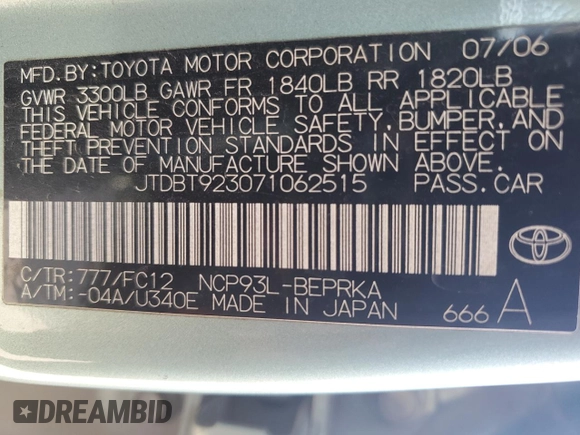 MFD.BY:TOYOTA MOTOR CORPORATION 07/06
GVWR 3300LB GAWR FR 1840LB RR 1820LB
THIS VEHICLE CONFORMS TO ALL APPLICABLE
FEDERAL MOTOR VEHICLE SAFETY,BUMPER,AND
THEFT PREVENTION STANDARDS IN EFFECT ON
THE DATE OF MANUFACTURE SHOWN ABOVE.
JTDBT923071062515 PASS.CAR
C/TR:777/FC12 NCP93L-BEPRKA
A/TM:-04A/U340E MADE IN JAPAN 666 A
DREAMBID